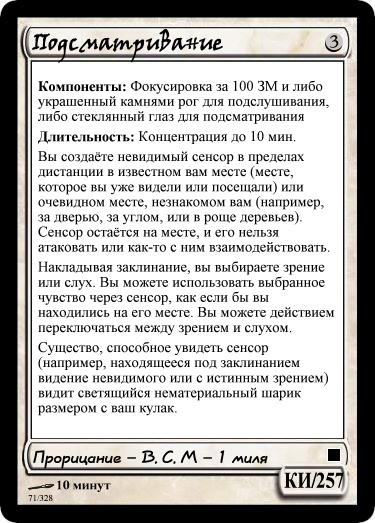 Подсматривание 3
Компоненты: Фокусировка за 100 ЗМ и либо
украшенный камнями рог для подслушивания,
либо стеклянный глаз для подсматривания
Длительность: Концентрация до 10 мин.
Вы создаёте невидимый сенсор в пределах
дистанции в известном вам месте (месте,
которое вы уже видели или посещали) или
очевидном месте, незнакомом вам (например,
за дверью, за углом, или в роще деревьев).
Сенсор остаётся на месте, и его нельзя
атаковать или как-то с ним взаимодействовать.
Накладывая заклинание, вы выбираете зрение
или слух. Вы можете использовать выбранное
чувство через сенсор, как если бы вы
находились на его месте. Вы можете действием
переключаться между зрением и слухом.
Существо, способное увидеть сенсор
(например, находящееся под заклинанием
видение невидимого или с истинным зрением)
видит светящийся нематериальный шарик
размером с ваш кулак.
Прорицание – В, С, М – 1 миля
10 минут
КИ/257
71/328